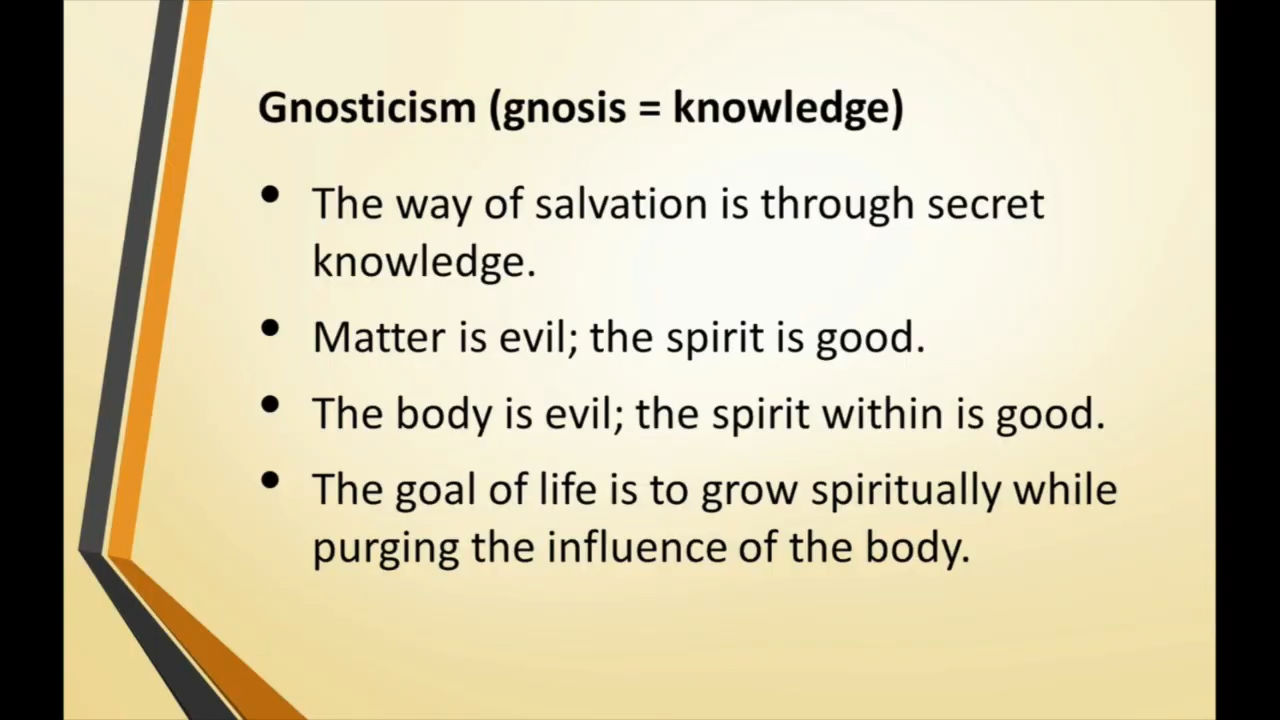 Gnosticism (gnosis = knowledge)
• The way of salvation is through secret
knowledge.
• Matter is evil; the spirit is good.
• The body is evil; the spirit within is good.
• The goal of life is to grow spiritually while
purging the influence of the body.